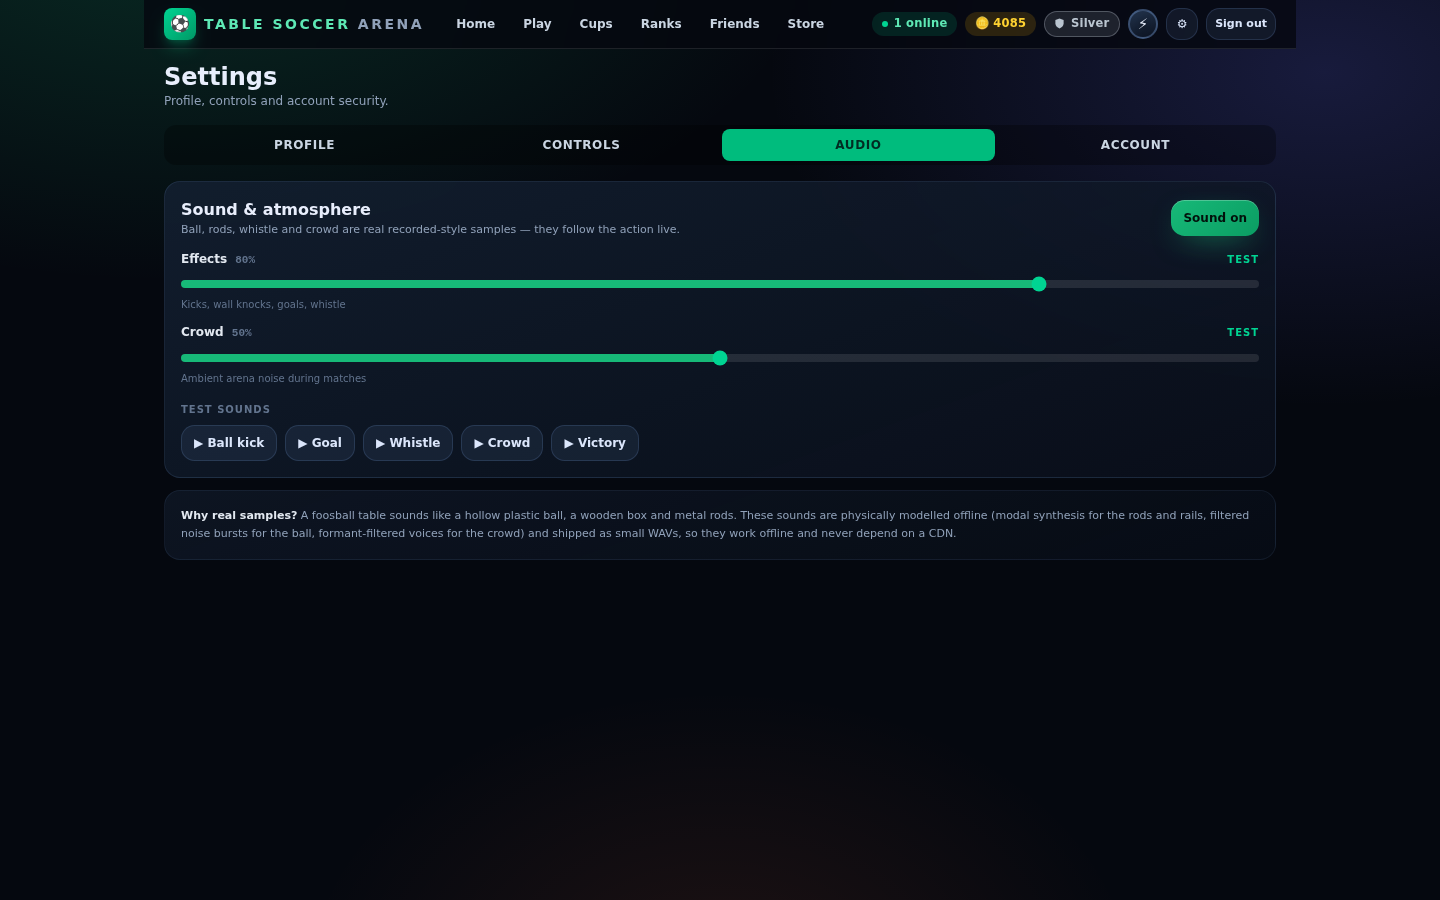 TABLE SOCCER ARENA Home Play Cups Ranks Friends Store 1 online 4085 Silver Sign out
Settings
Profile, controls and account security.
PROFILE CONTROLS AUDIO ACCOUNT
Sound & atmosphere
Sound on
Ball, rods, whistle and crowd are real recorded-style samples — they follow the action live.
Effects 80% TEST
Kicks, wall knocks, goals, whistle
Crowd 50% TEST
Ambient arena noise during matches
TEST SOUNDS
▶ Ball kick ▶ Goal ▶ Whistle ▶ Crowd ▶ Victory
Why real samples? A foosball table sounds like a hollow plastic ball, a wooden box and metal rods. These sounds are physically modelled offline (modal synthesis for the rods and rails, filtered
noise bursts for the ball, formant-filtered voices for the crowd) and shipped as small WAVs, so they work offline and never depend on a CDN.